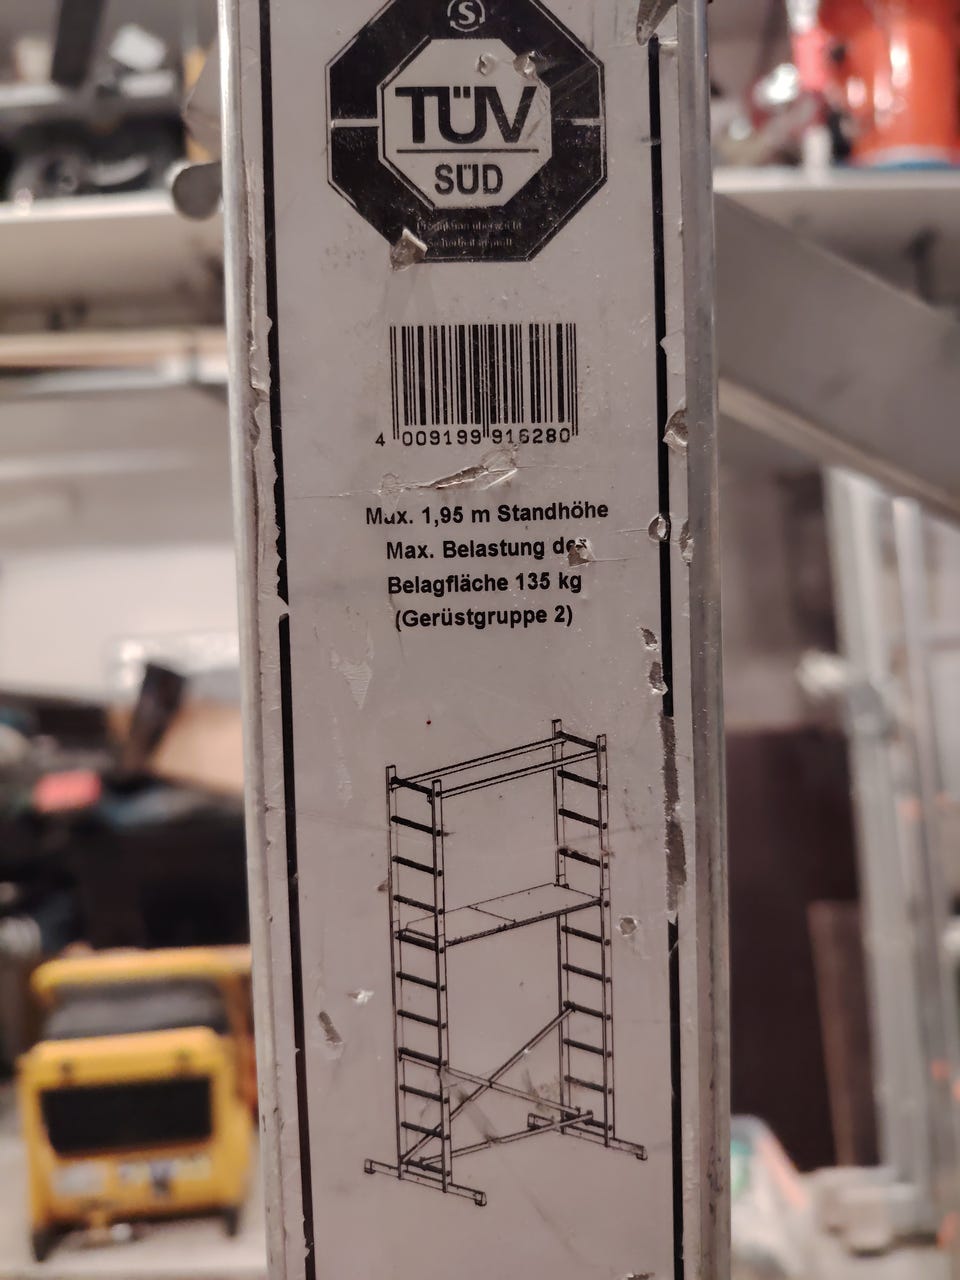 S
TÜV
SÜD
4 009199 916280
Max. 1,95 m Standhöhe
Max. Belastung der
Belagfläche 135 kg
(Gerüstgruppe 2)